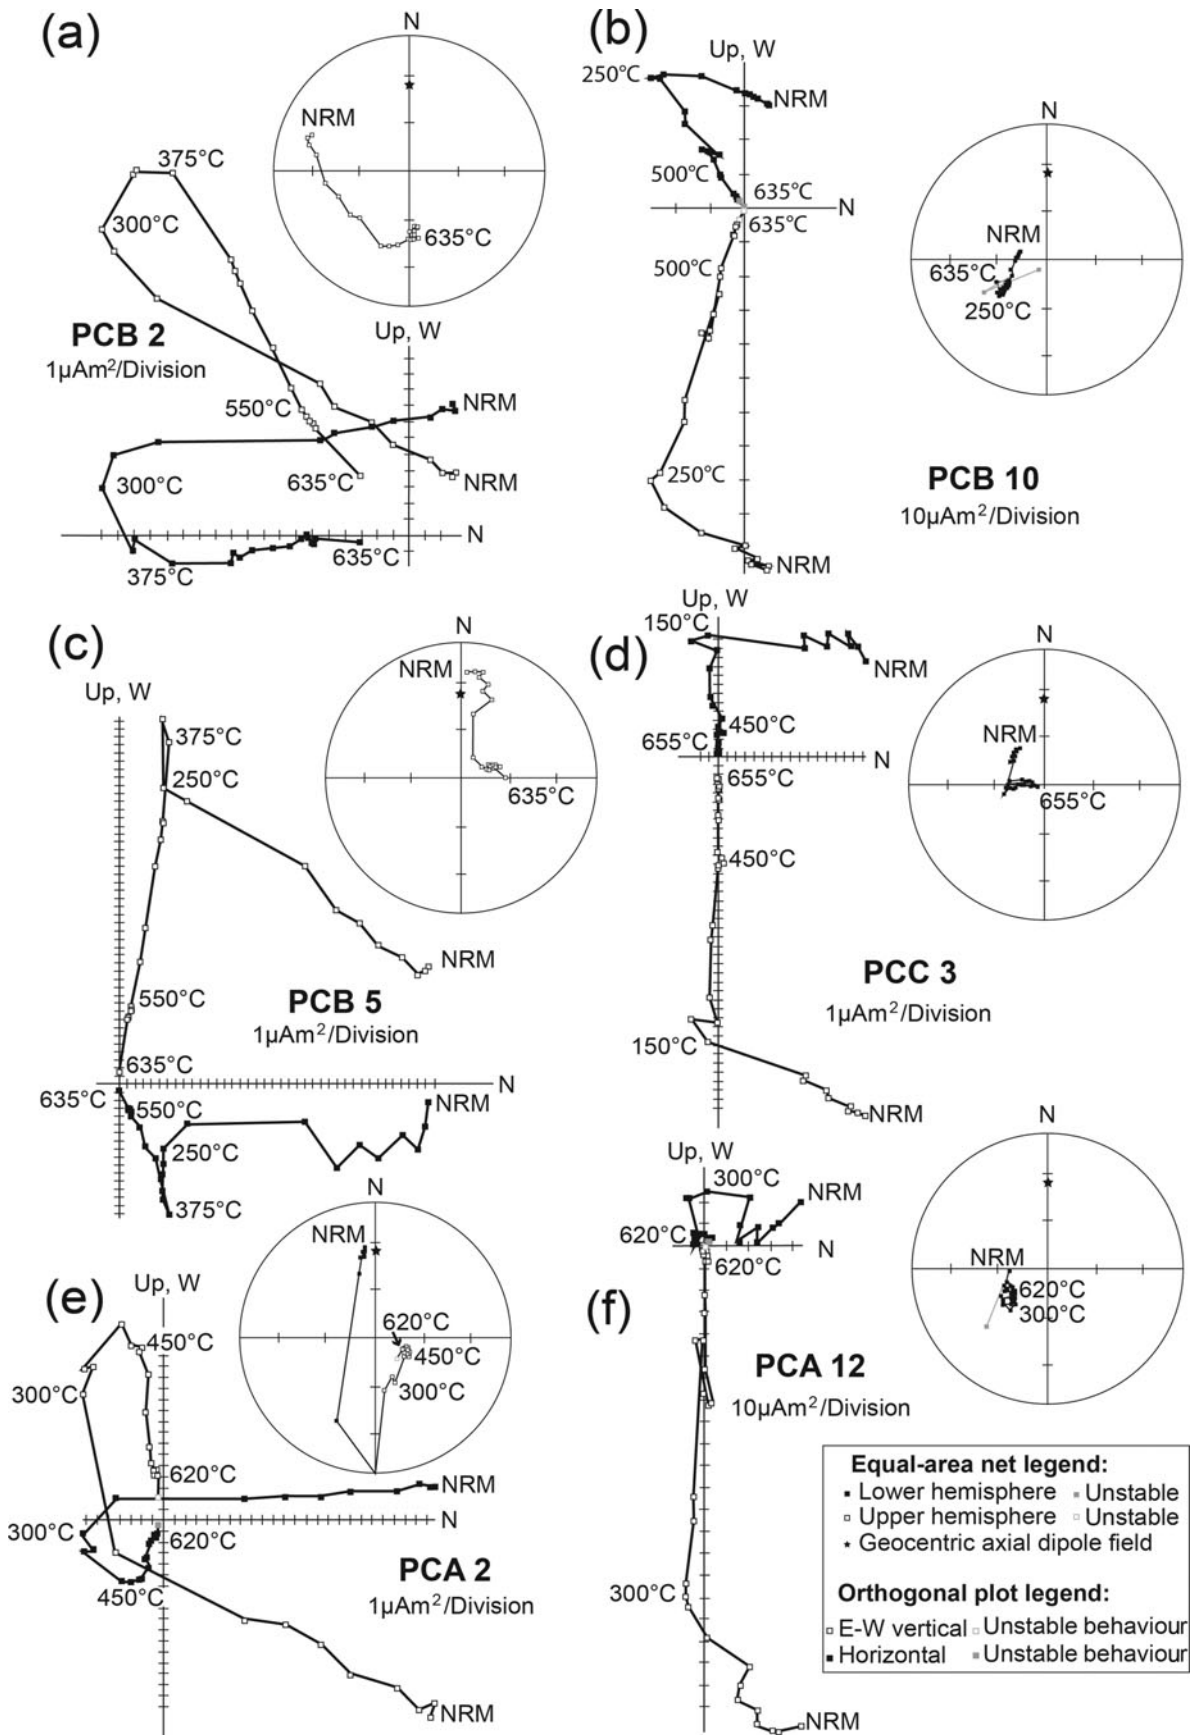 (a)
N
NRM
635°C
375°C
300°C
PCB 2
1μAm²/Division
Up, W
550°C
NRM
635°C
NRM
300°C
N
375°C
635°C
(b)
Up, W
250°C
NRM
500°C
635°C
N
635°C
500°C
250°C
NRM
N
NRM
635°C
250°C
PCB 10
10μAm²/Division
(c)
N
NRM
635°C
Up, W
375°C
250°C
NRM
PCB 5
1μAm²/Division
550°C
635°C
N
635°C
550°C
NRM
250°C
375°C
(d)
Up, W
150°C
NRM
450°C
655°C
N
655°C
450°C
PCC 3
1μAm²/Division
150°C
NRM
N
NRM
655°C
(e)
N
NRM
620°C
450°C
300°C
Up, W
450°C
300°C
620°C
NRM
N
300°C
620°C
450°C
PCA 2
1μAm²/Division
NRM
(f)
Up, W
300°C
NRM
620°C
N
620°C
N
NRM
620°C
300°C
PCA 12
10μAm²/Division
300°C
NRM
Equal-area net legend:
Lower hemisphere Unstable
Upper hemisphere Unstable
Geocentric axial dipole field
Orthogonal plot legend:
E-W vertical Unstable behaviour
Horizontal Unstable behaviour